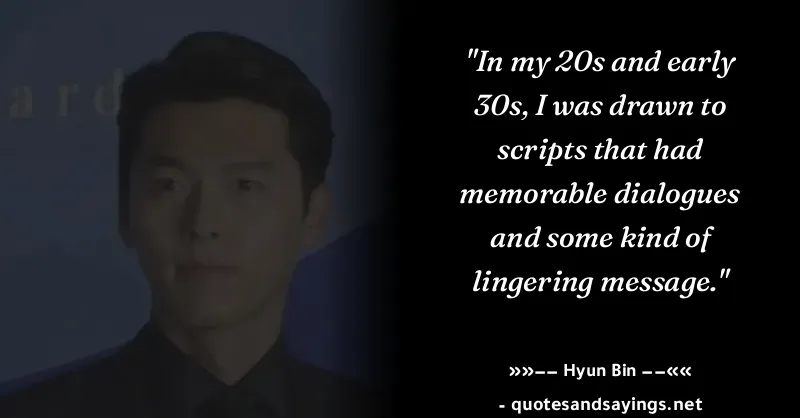 ard
"In my 20s and early
30s, I was drawn to
scripts that had
memorable dialogues
and some kind of
lingering message."
»»−− Hyun Bin −−««
- quotesandsayings.net